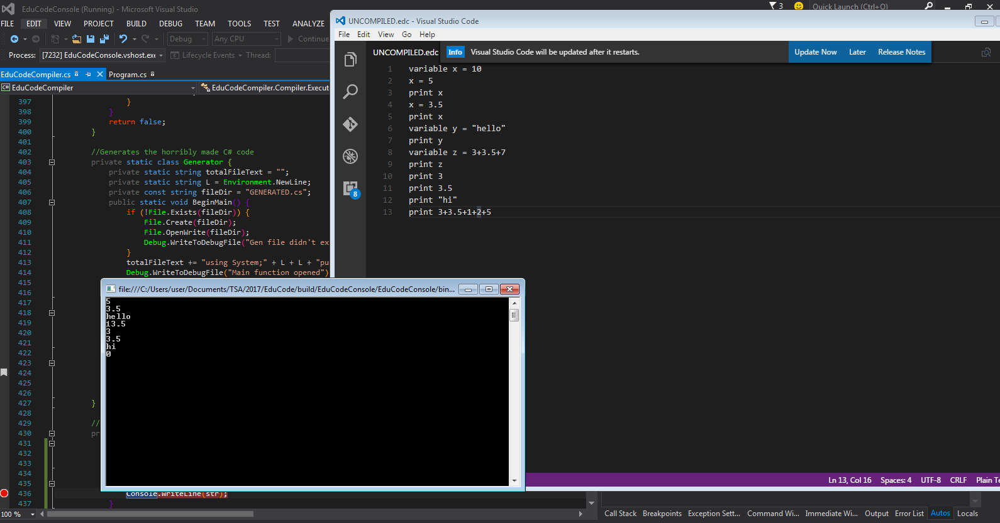 EduCodeConsole (Running) - Microsoft Visual Studio
3
Quick Launch (Ctrl+Q)
FILE EDIT VIEW PROJECT BUILD DEBUG TEAM TOOLS TEST ANALYZE
Debug Any CPU Continue
Process: [7232] EduCodeConsole.vshost.exe Lifecycle Events Thread:
EduCodeCompiler.cs Program.cs
EduCodeCompiler EduCodeCompiler.Compiler.Execut
397 }
398 }
399 return false;
400 }
401
402 //Generates the horribly made C# code
403 private static class Generator {
404 private static string totalFileText = "";
405 private static string L = Environment.NewLine;
406 private const string fileDir = "GENERATED.cs";
407 public static void BeginMain() {
408 if (!File.Exists(fileDir)) {
409 File.Create(fileDir);
410 File.OpenWrite(fileDir);
411 Debug.WriteToDebugFile("Gen file didn't ex
412 }
413 totalFileText += "using System;" + L + L + "pu
414 Debug.WriteToDebugFile("Main function opened")
415
416
417
418
419
420
421
422
423
424
425
426
427 }
428
429 //
430 pr
431
432
433
434
435
436 Console.WriteLine(str);
437 }
100 %
UNCOMPILED.edc - Visual Studio Code
File Edit View Go Help
UNCOMPILED.edc
Info Visual Studio Code will be updated after it restarts. Update Now Later Release Notes
8
1 variable x = 10
2 x = 5
3 print x
4 x = 3.5
5 print x
6 variable y = "hello"
7 print y
8 variable z = 3+3.5+7
9 print z
10 print 3
11 print 3.5
12 print "hi"
13 print 3+3.5+1+2+5
Ln 13, Col 16 Spaces: 4 UTF-8 CRLF Plain Te
file:///C:/Users/user/Documents/TSA/2017/EduCode/build/EduCodeConsole/EduCodeConsole/bin...
5
3.5
hello
13.5
3
3.5
hi
0
Call Stack Breakpoints Exception Sett... Command Wi... Immediate Wi... Output Error List Autos Locals